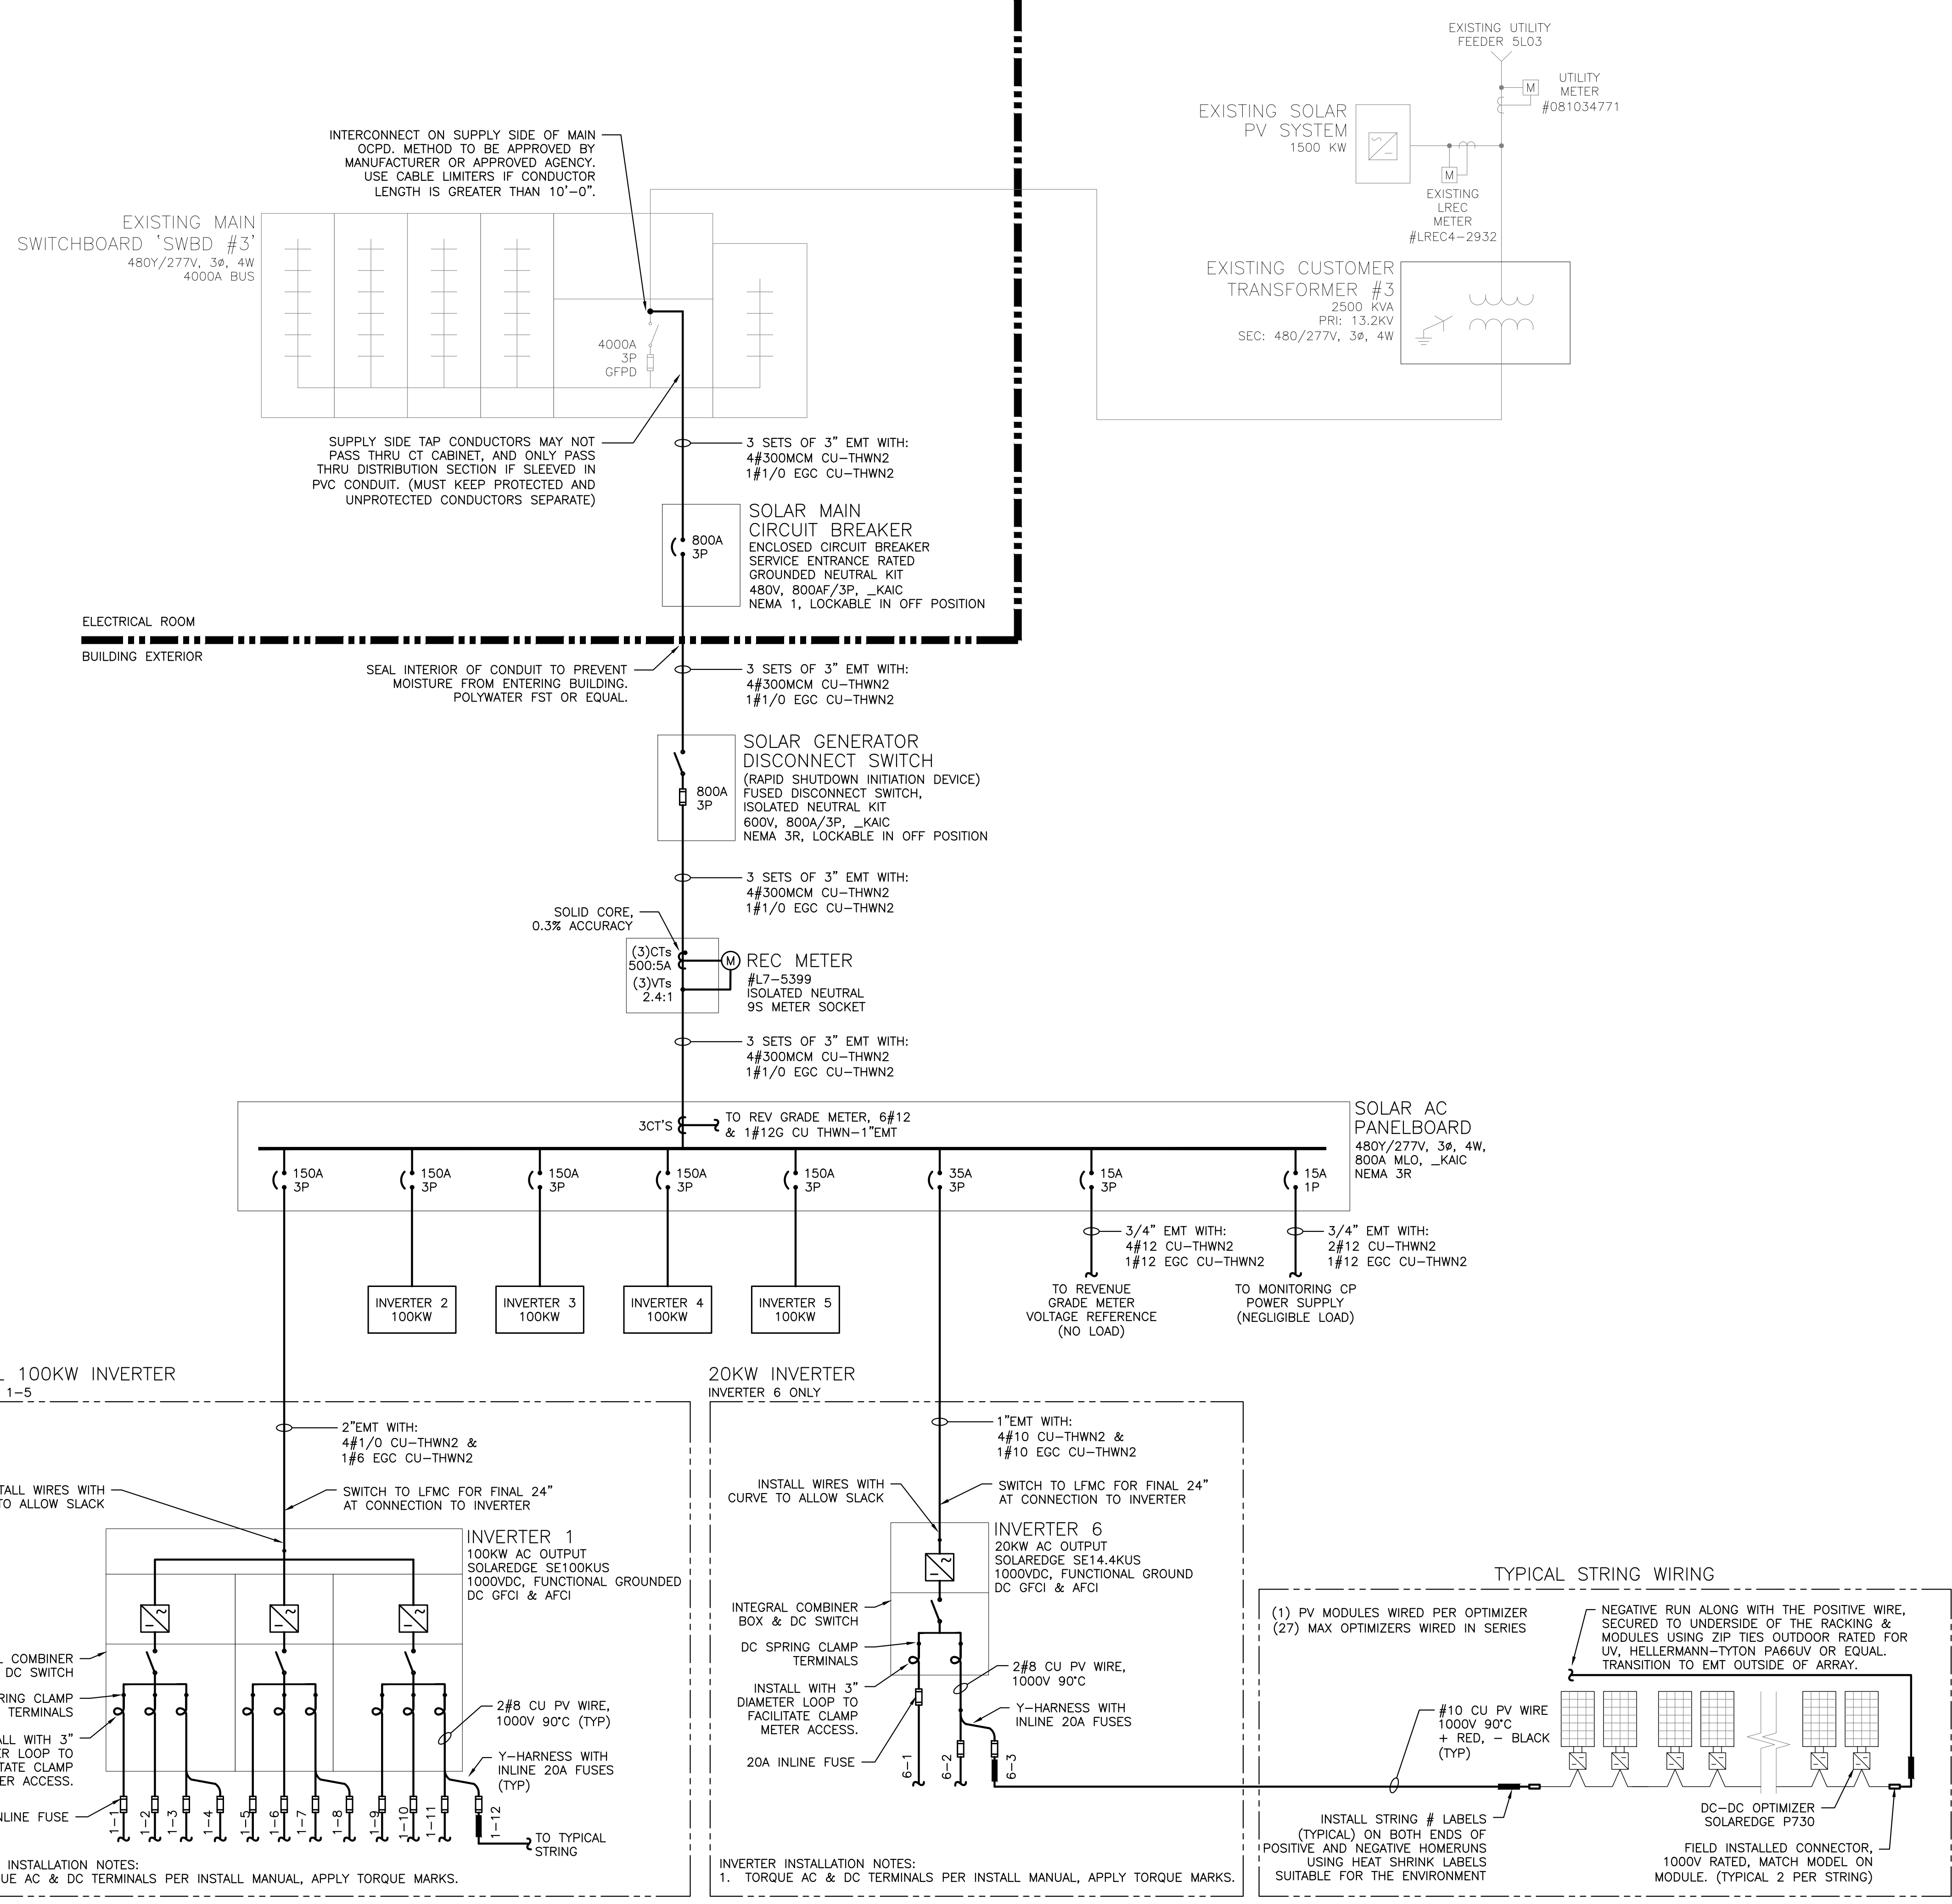 EXISTING UTILITY
FEEDER 5L03
M
UTILITY
METER
#081034771
EXISTING SOLAR
PV SYSTEM
1500 KW
M
EXISTING
LREC
METER
#LREC4-2932
EXISTING CUSTOMER
TRANSFORMER #3
2500 KVA
PRI: 13.2KV
SEC: 480/277V, 3ø, 4W
INTERCONNECT ON SUPPLY SIDE OF MAIN
OCPD. METHOD TO BE APPROVED BY
MANUFACTURER OR APPROVED AGENCY.
USE CABLE LIMITERS IF CONDUCTOR
LENGTH IS GREATER THAN 10'-0".
EXISTING MAIN
SWITCHBOARD 'SWBD #3'
480Y/277V, 3ø, 4W
4000A BUS
4000A
3P
GFPD
SUPPLY SIDE TAP CONDUCTORS MAY NOT
PASS THRU CT CABINET, AND ONLY PASS
THRU DISTRIBUTION SECTION IF SLEEVED IN
PVC CONDUIT. (MUST KEEP PROTECTED AND
UNPROTECTED CONDUCTORS SEPARATE)
3 SETS OF 3" EMT WITH:
4#300MCM CU-THWN2
1#1/0 EGC CU-THWN2
800A
3P
SOLAR MAIN
CIRCUIT BREAKER
ENCLOSED CIRCUIT BREAKER
SERVICE ENTRANCE RATED
GROUNDED NEUTRAL KIT
480V, 800AF/3P, _KAIC
NEMA 1, LOCKABLE IN OFF POSITION
ELECTRICAL ROOM
BUILDING EXTERIOR
SEAL INTERIOR OF CONDUIT TO PREVENT
MOISTURE FROM ENTERING BUILDING.
POLYWATER FST OR EQUAL.
3 SETS OF 3" EMT WITH:
4#300MCM CU-THWN2
1#1/0 EGC CU-THWN2
800A
3P
SOLAR GENERATOR
DISCONNECT SWITCH
(RAPID SHUTDOWN INITIATION DEVICE)
FUSED DISCONNECT SWITCH,
ISOLATED NEUTRAL KIT
600V, 800A/3P, _KAIC
NEMA 3R, LOCKABLE IN OFF POSITION
3 SETS OF 3" EMT WITH:
4#300MCM CU-THWN2
1#1/0 EGC CU-THWN2
SOLID CORE,
0.3% ACCURACY
(3)CTs
500:5A
(3)VTs
2.4:1
M
REC METER
#L7-5399
ISOLATED NEUTRAL
9S METER SOCKET
3 SETS OF 3" EMT WITH:
4#300MCM CU-THWN2
1#1/0 EGC CU-THWN2
3CT'S
TO REV GRADE METER, 6#12
& 1#12G CU THWN-1"EMT
SOLAR AC
PANELBOARD
480Y/277V, 3ø, 4W,
800A MLO, _KAIC
NEMA 3R
150A
3P
150A
3P
150A
3P
150A
3P
150A
3P
35A
3P
15A
3P
15A
1P
3/4" EMT WITH:
4#12 CU-THWN2
1#12 EGC CU-THWN2
3/4" EMT WITH:
2#12 CU-THWN2
1#12 EGC CU-THWN2
TO REVENUE
GRADE METER
VOLTAGE REFERENCE
(NO LOAD)
TO MONITORING CP
POWER SUPPLY
(NEGLIGIBLE LOAD)
INVERTER 2
100KW
INVERTER 3
100KW
INVERTER 4
100KW
INVERTER 5
100KW
L 100KW INVERTER
1-5
2"EMT WITH:
4#1/0 CU-THWN2 &
1#6 EGC CU-THWN2
TALL WIRES WITH
TO ALLOW SLACK
SWITCH TO LFMC FOR FINAL 24"
AT CONNECTION TO INVERTER
INVERTER 1
100KW AC OUTPUT
SOLAREDGE SE100KUS
1000VDC, FUNCTIONAL GROUNDED
DC GFCI & AFCI
L COMBINER
DC SWITCH
RING CLAMP
TERMINALS
ALL WITH 3"
ER LOOP TO
TATE CLAMP
ER ACCESS.
2#8 CU PV WIRE,
1000V 90°C (TYP)
Y-HARNESS WITH
INLINE 20A FUSES
(TYP)
NLINE FUSE
1-1
1-2
1-3
1-4
1-5
1-6
1-7
1-8
1-9
1-10
1-11
1-12
TO TYPICAL
STRING
INSTALLATION NOTES:
UE AC & DC TERMINALS PER INSTALL MANUAL, APPLY TORQUE MARKS.
20KW INVERTER
INVERTER 6 ONLY
1"EMT WITH:
4#10 CU-THWN2 &
1#10 EGC CU-THWN2
INSTALL WIRES WITH
CURVE TO ALLOW SLACK
SWITCH TO LFMC FOR FINAL 24"
AT CONNECTION TO INVERTER
INVERTER 6
20KW AC OUTPUT
SOLAREDGE SE14.4KUS
1000VDC, FUNCTIONAL GROUND
DC GFCI & AFCI
INTEGRAL COMBINER
BOX & DC SWITCH
DC SPRING CLAMP
TERMINALS
INSTALL WITH 3"
DIAMETER LOOP TO
FACILITATE CLAMP
METER ACCESS.
20A INLINE FUSE
2#8 CU PV WIRE,
1000V 90°C
Y-HARNESS WITH
INLINE 20A FUSES
6-1
6-2
6-3
INVERTER INSTALLATION NOTES:
1. TORQUE AC & DC TERMINALS PER INSTALL MANUAL, APPLY TORQUE MARKS.
TYPICAL STRING WIRING
(1) PV MODULES WIRED PER OPTIMIZER
(27) MAX OPTIMIZERS WIRED IN SERIES
NEGATIVE RUN ALONG WITH THE POSITIVE WIRE,
SECURED TO UNDERSIDE OF THE RACKING &
MODULES USING ZIP TIES OUTDOOR RATED FOR
UV, HELLERMANN-TYTON PA66UV OR EQUAL.
TRANSITION TO EMT OUTSIDE OF ARRAY.
#10 CU PV WIRE
1000V 90°C
+ RED, - BLACK
(TYP)
INSTALL STRING # LABELS
(TYPICAL) ON BOTH ENDS OF
POSITIVE AND NEGATIVE HOMERUNS
USING HEAT SHRINK LABELS
SUITABLE FOR THE ENVIRONMENT
DC-DC OPTIMIZER
SOLAREDGE P730
FIELD INSTALLED CONNECTOR,
1000V RATED, MATCH MODEL ON
MODULE. (TYPICAL 2 PER STRING)